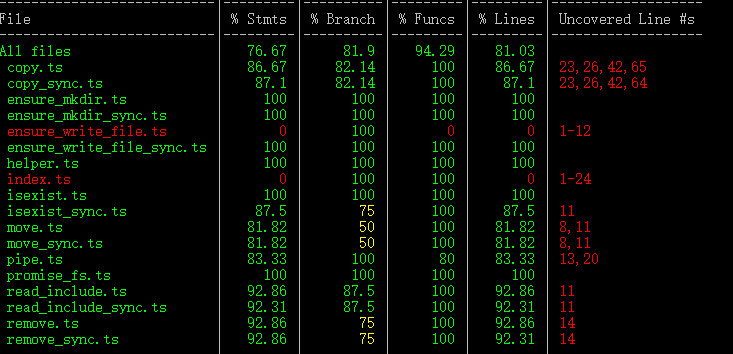 File | % Stmts | % Branch | % Funcs | % Lines | Uncovered Line #s
All files | 76.67 | 81.9 | 94.29 | 81.03 |
copy.ts | 86.67 | 82.14 | 100 | 86.67 | 23,26,42,65
copy_sync.ts | 87.1 | 82.14 | 100 | 87.1 | 23,26,42,64
ensure_mkdir.ts | 100 | 100 | 100 | 100 |
ensure_mkdir_sync.ts | 100 | 100 | 100 | 100 |
ensure_write_file.ts | 0 | 100 | 0 | 0 | 1-12
ensure_write_file_sync.ts | 100 | 100 | 100 | 100 |
helper.ts | 100 | 100 | 100 | 100 |
index.ts | 0 | 100 | 100 | 0 | 1-24
isexist.ts | 100 | 100 | 100 | 100 |
isexist_sync.ts | 87.5 | 75 | 100 | 87.5 | 11
move.ts | 81.82 | 50 | 100 | 81.82 | 8,11
move_sync.ts | 81.82 | 50 | 100 | 81.82 | 8,11
pipe.ts | 83.33 | 100 | 80 | 83.33 | 13,20
promise_fs.ts | 100 | 100 | 100 | 100 |
read_include.ts | 92.86 | 87.5 | 100 | 92.86 | 11
read_include_sync.ts | 92.31 | 87.5 | 100 | 92.31 | 11
remove.ts | 92.86 | 75 | 100 | 92.86 | 14
remove_sync.ts | 92.86 | 75 | 100 | 92.86 | 14